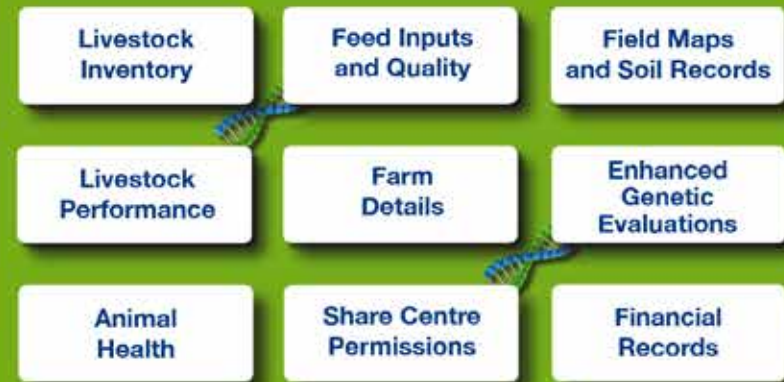 Livestock
Inventory
Feed Inputs
and Quality
Field Maps
and Soil Records
Livestock
Performance
Farm
Details
Enhanced
Genetic
Evaluations
Animal
Health
Share Centre
Permissions
Financial
Records